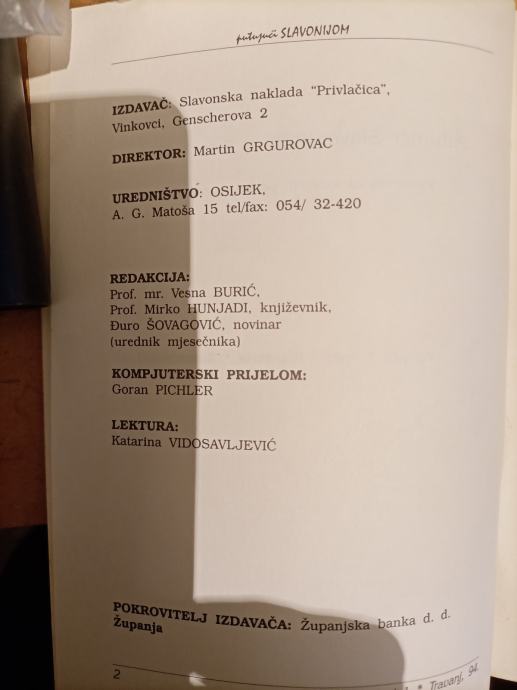 putujući SLAVONIJOM
IZDAVAČ: Slavonska naklada "Privlačica",
Vinkovci, Genscherova 2
DIREKTOR: Martin GRGUROVAC
UREDNIŠTVO: OSIJEK,
A. G. Matoša 15 tel/fax: 054/ 32-420
REDAKCIJA:
Prof. mr. Vesna BURIĆ,
Prof. Mirko HUNJADI, književnik,
Đuro ŠOVAGOVIĆ, novinar
(urednik mjesečnika)
KOMPJUTERSKI PRIJELOM:
Goran PICHLER
LEKTURA:
Katarina VIDOSAVLJEVIĆ
POKROVITELJ IZDAVAČA: Županjska banka d. d.
Županja
2
Travanj, 94.